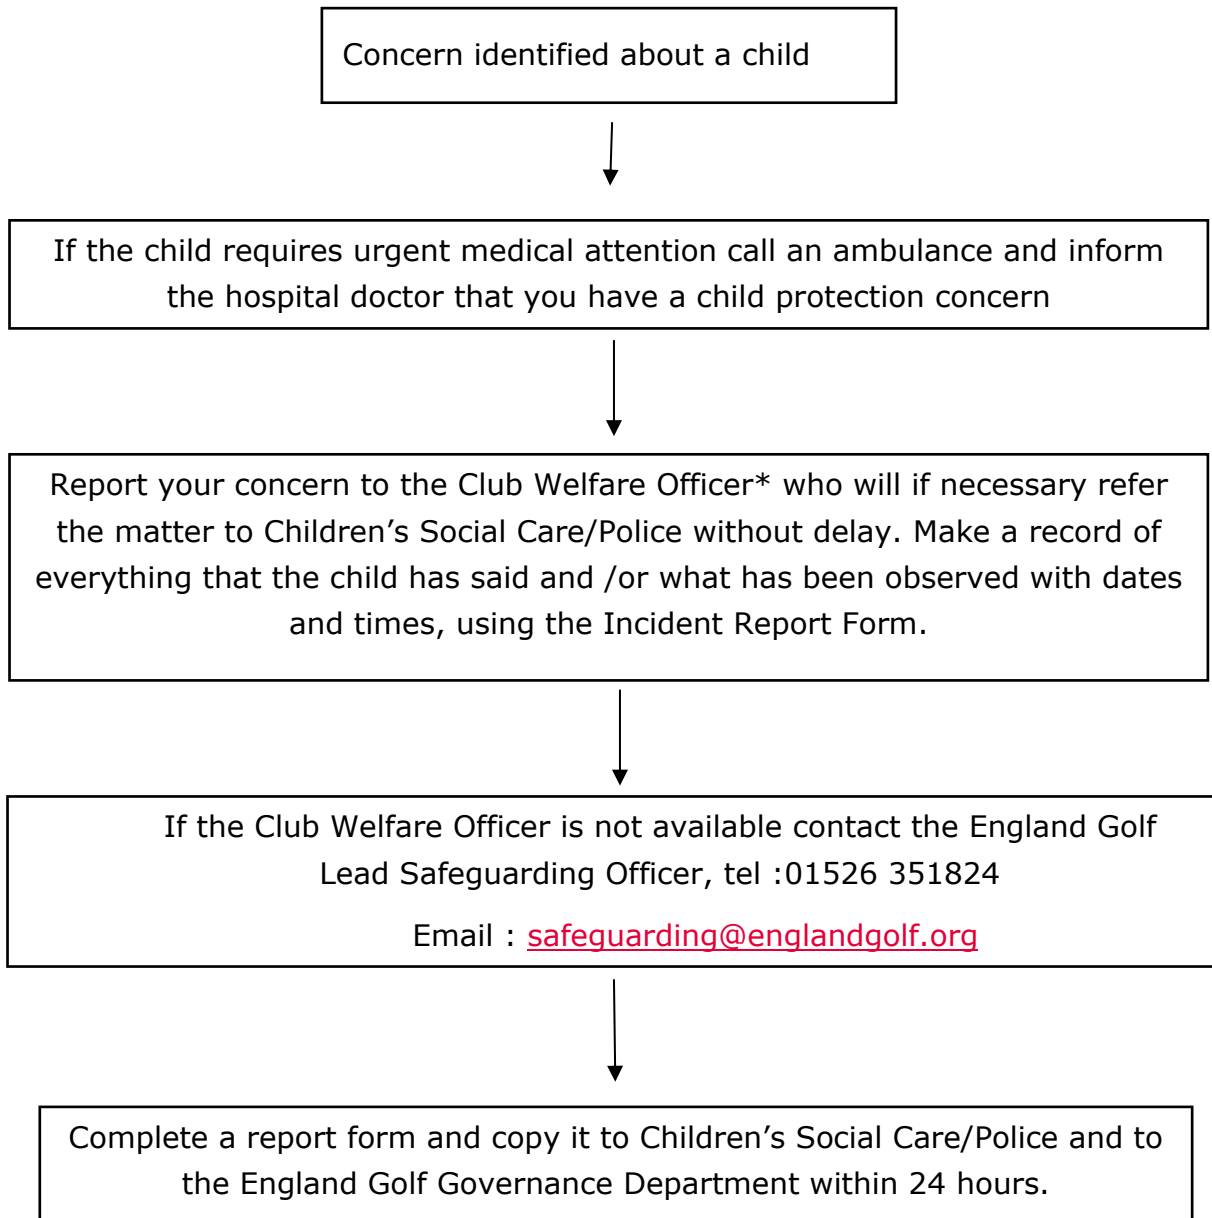 Concern identified about a child
If the child requires urgent medical attention call an ambulance and inform
the hospital doctor that you have a child protection concern
Report your concern to the Club Welfare Officer* who will if necessary refer
the matter to Children’s Social Care/Police without delay. Make a record of
everything that the child has said and /or what has been observed with dates
and times, using the Incident Report Form.
If the Club Welfare Officer is not available contact the England Golf
Lead Safeguarding Officer, tel :01526 351824
Email : safeguarding@englandgolf.org
Complete a report form and copy it to Children’s Social Care/Police and to
the England Golf Governance Department within 24 hours.